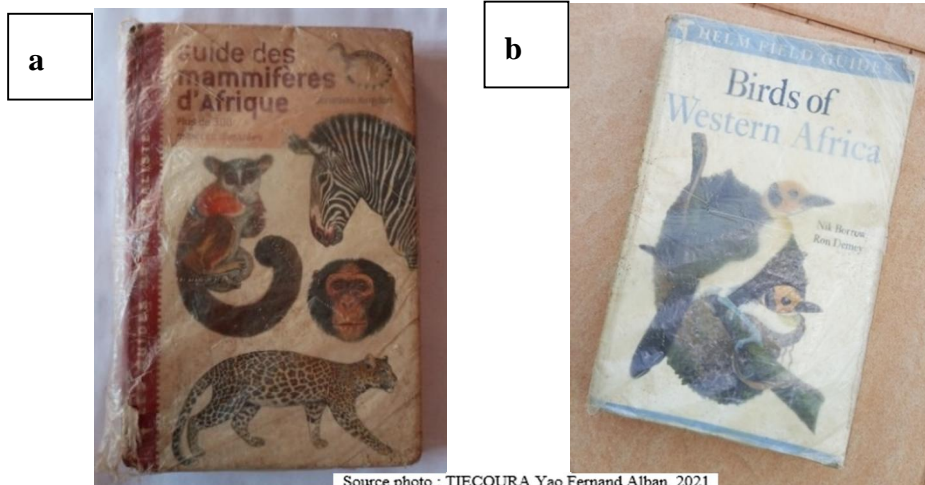 a
Guide des
mammifères
d'Afrique
b
HELM FIELD GUIDES
Birds of
Western Africa
Nik Borrow
Ron Demey
Source photo : TIECOURA Yao Fernand Alban, 2021